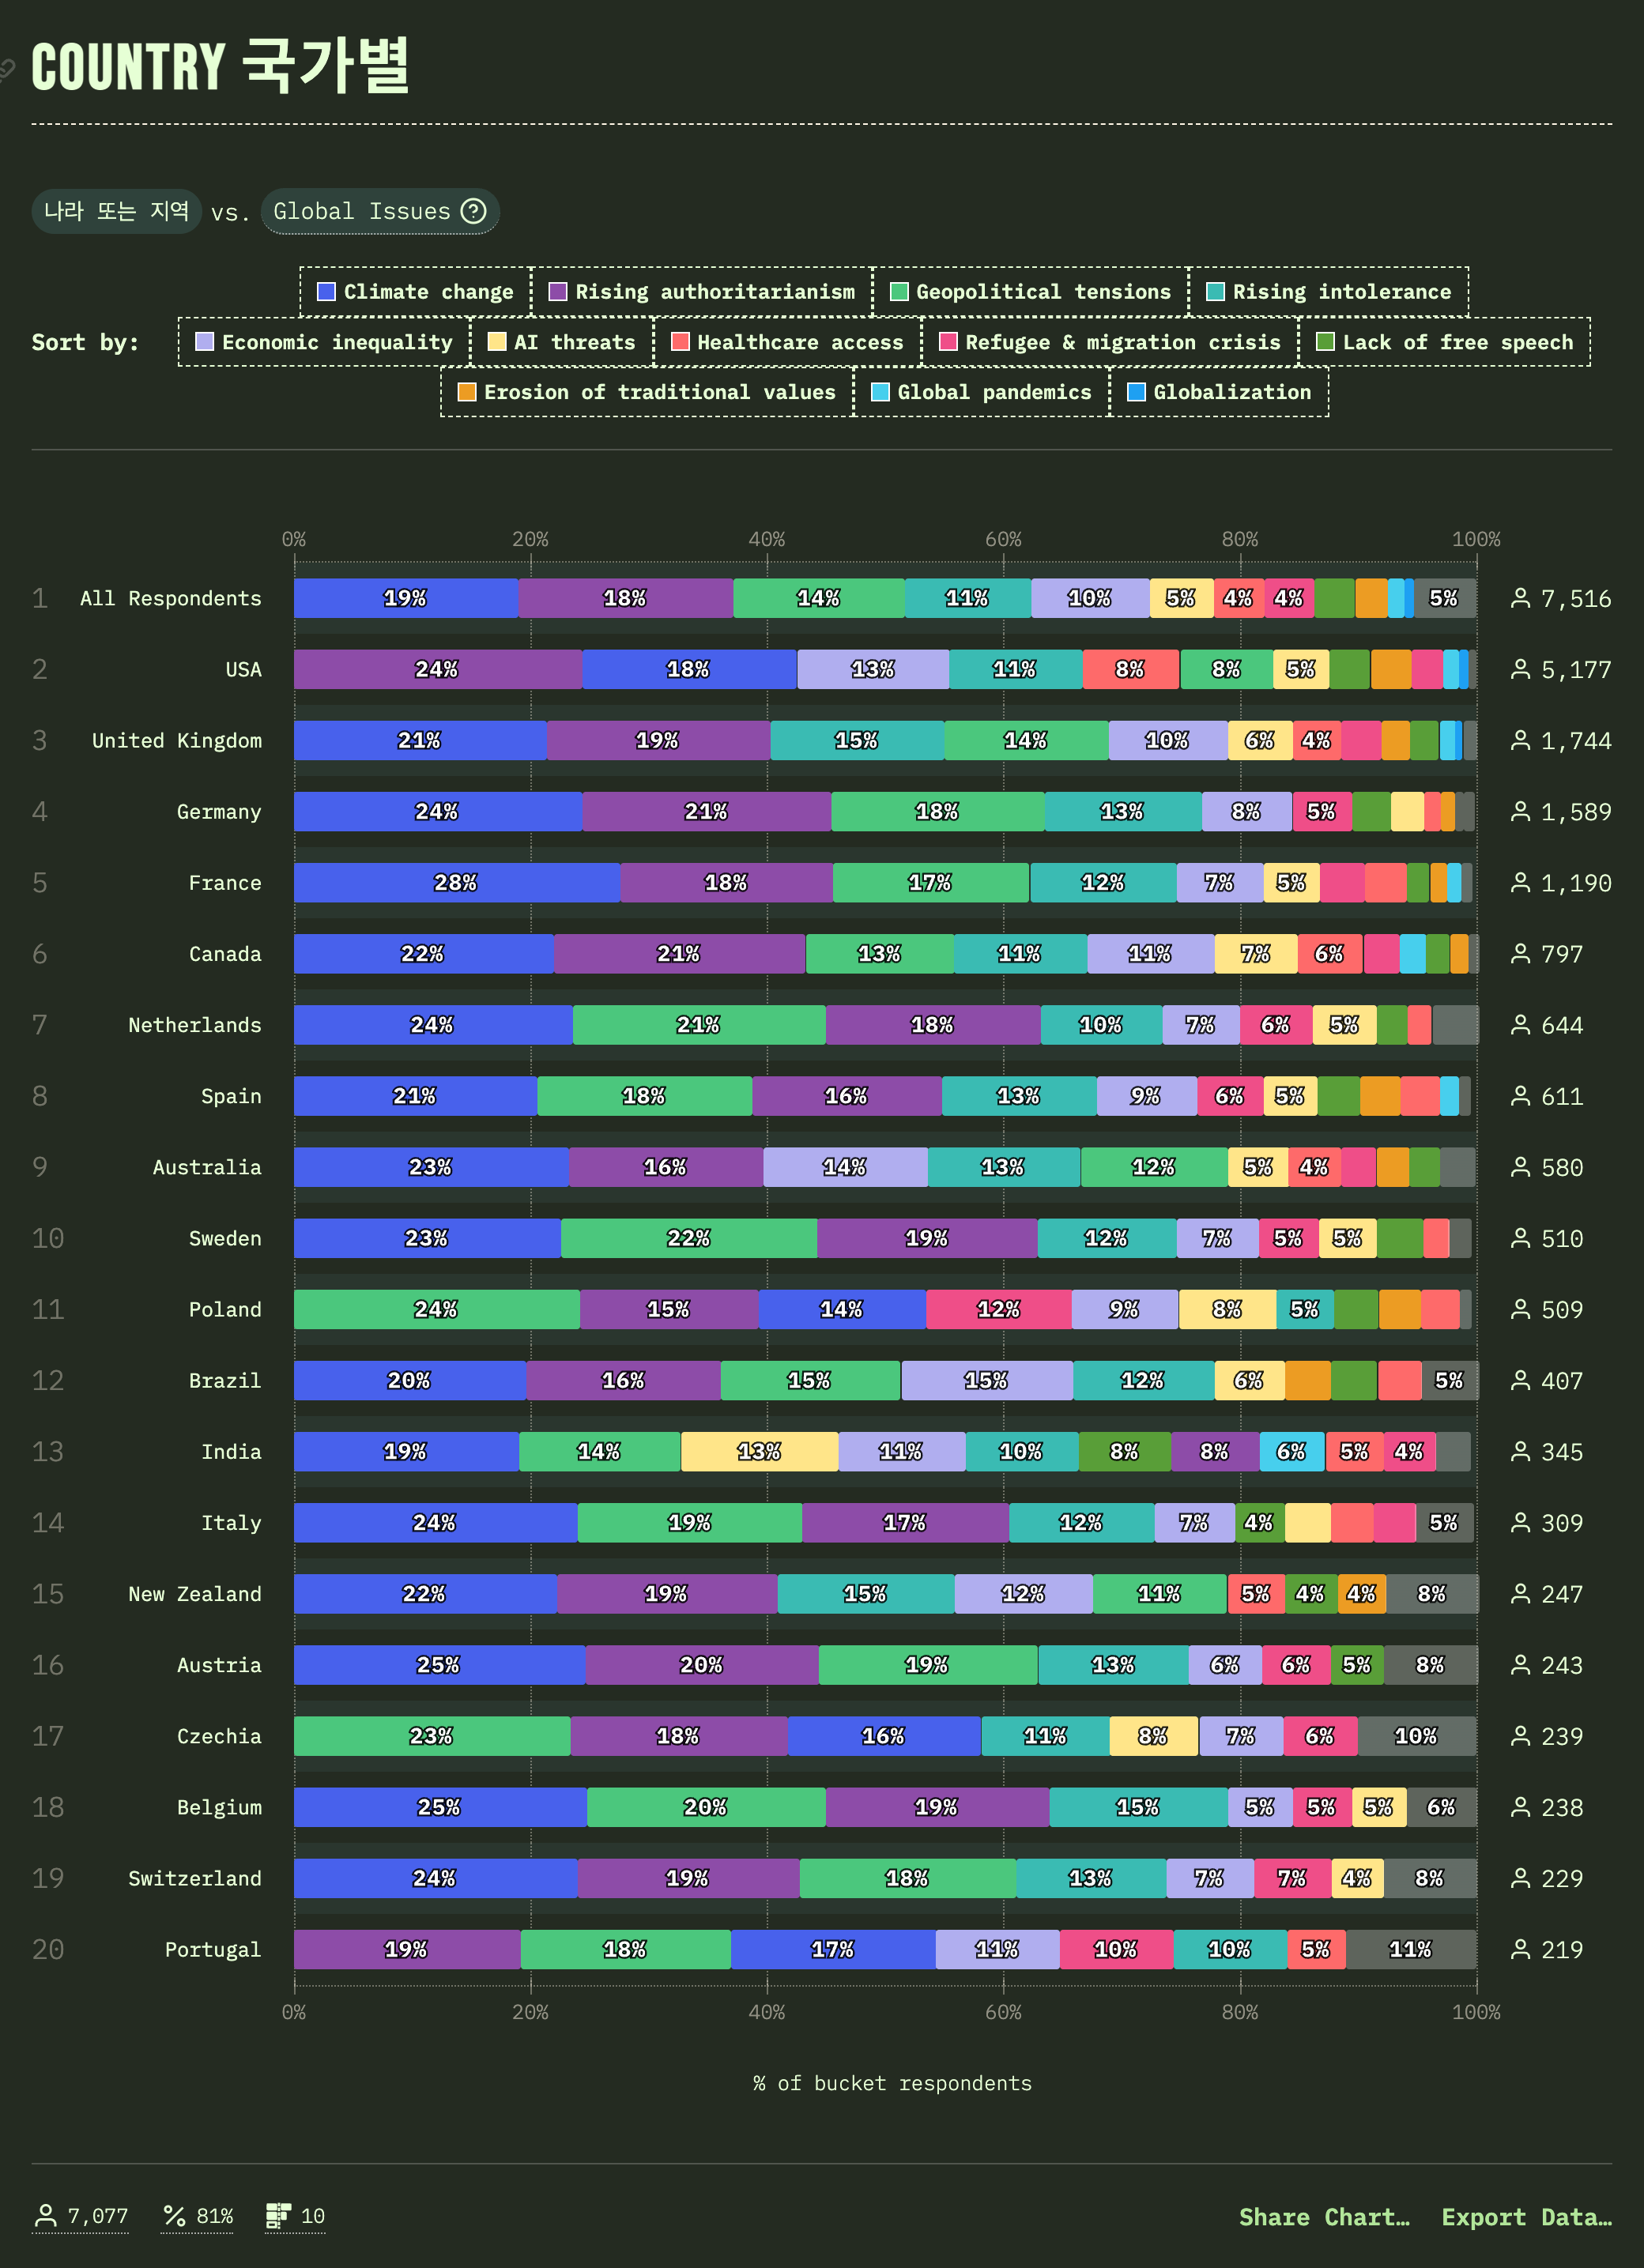 COUNTRY 국가별
나라 또는 지역 vs. Global Issues ?
Climate change Rising authoritarianism Geopolitical tensions Rising intolerance
Sort by: Economic inequality AI threats Healthcare access Refugee & migration crisis Lack of free speech
Erosion of traditional values Global pandemics Globalization
0% 20% 40% 60% 80% 100%
1 All Respondents 19% 18% 14% 11% 10% 5% 4% 4% 5% 7,516
2 USA 24% 18% 13% 11% 8% 8% 5% 5,177
3 United Kingdom 21% 19% 15% 14% 10% 6% 4% 1,744
4 Germany 24% 21% 18% 13% 8% 5% 1,589
5 France 28% 18% 17% 12% 7% 5% 1,190
6 Canada 22% 21% 13% 11% 11% 7% 6% 797
7 Netherlands 24% 21% 18% 10% 7% 6% 5% 644
8 Spain 21% 18% 16% 13% 9% 6% 5% 611
9 Australia 23% 16% 14% 13% 12% 5% 4% 580
10 Sweden 23% 22% 19% 12% 7% 5% 5% 510
11 Poland 24% 15% 14% 12% 9% 8% 5% 509
12 Brazil 20% 16% 15% 15% 12% 6% 5% 407
13 India 19% 14% 13% 11% 10% 8% 8% 6% 5% 4% 345
14 Italy 24% 19% 17% 12% 7% 4% 5% 309
15 New Zealand 22% 19% 15% 12% 11% 5% 4% 4% 8% 247
16 Austria 25% 20% 19% 13% 6% 6% 5% 8% 243
17 Czechia 23% 18% 16% 11% 8% 7% 6% 10% 239
18 Belgium 25% 20% 19% 15% 5% 5% 5% 6% 238
19 Switzerland 24% 19% 18% 13% 7% 7% 4% 8% 229
20 Portugal 19% 18% 17% 11% 10% 10% 5% 11% 219
0% 20% 40% 60% 80% 100%
% of bucket respondents
7,077 81% 10 Share Chart… Export Data…